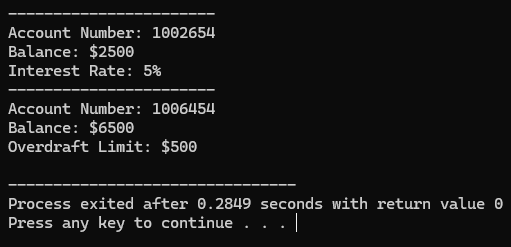 -----------------------
Account Number: 1002654
Balance: $2500
Interest Rate: 5%
-----------------------
Account Number: 1006454
Balance: $6500
Overdraft Limit: $500
--------------------------------
Process exited after 0.2849 seconds with return value 0
Press any key to continue . . .